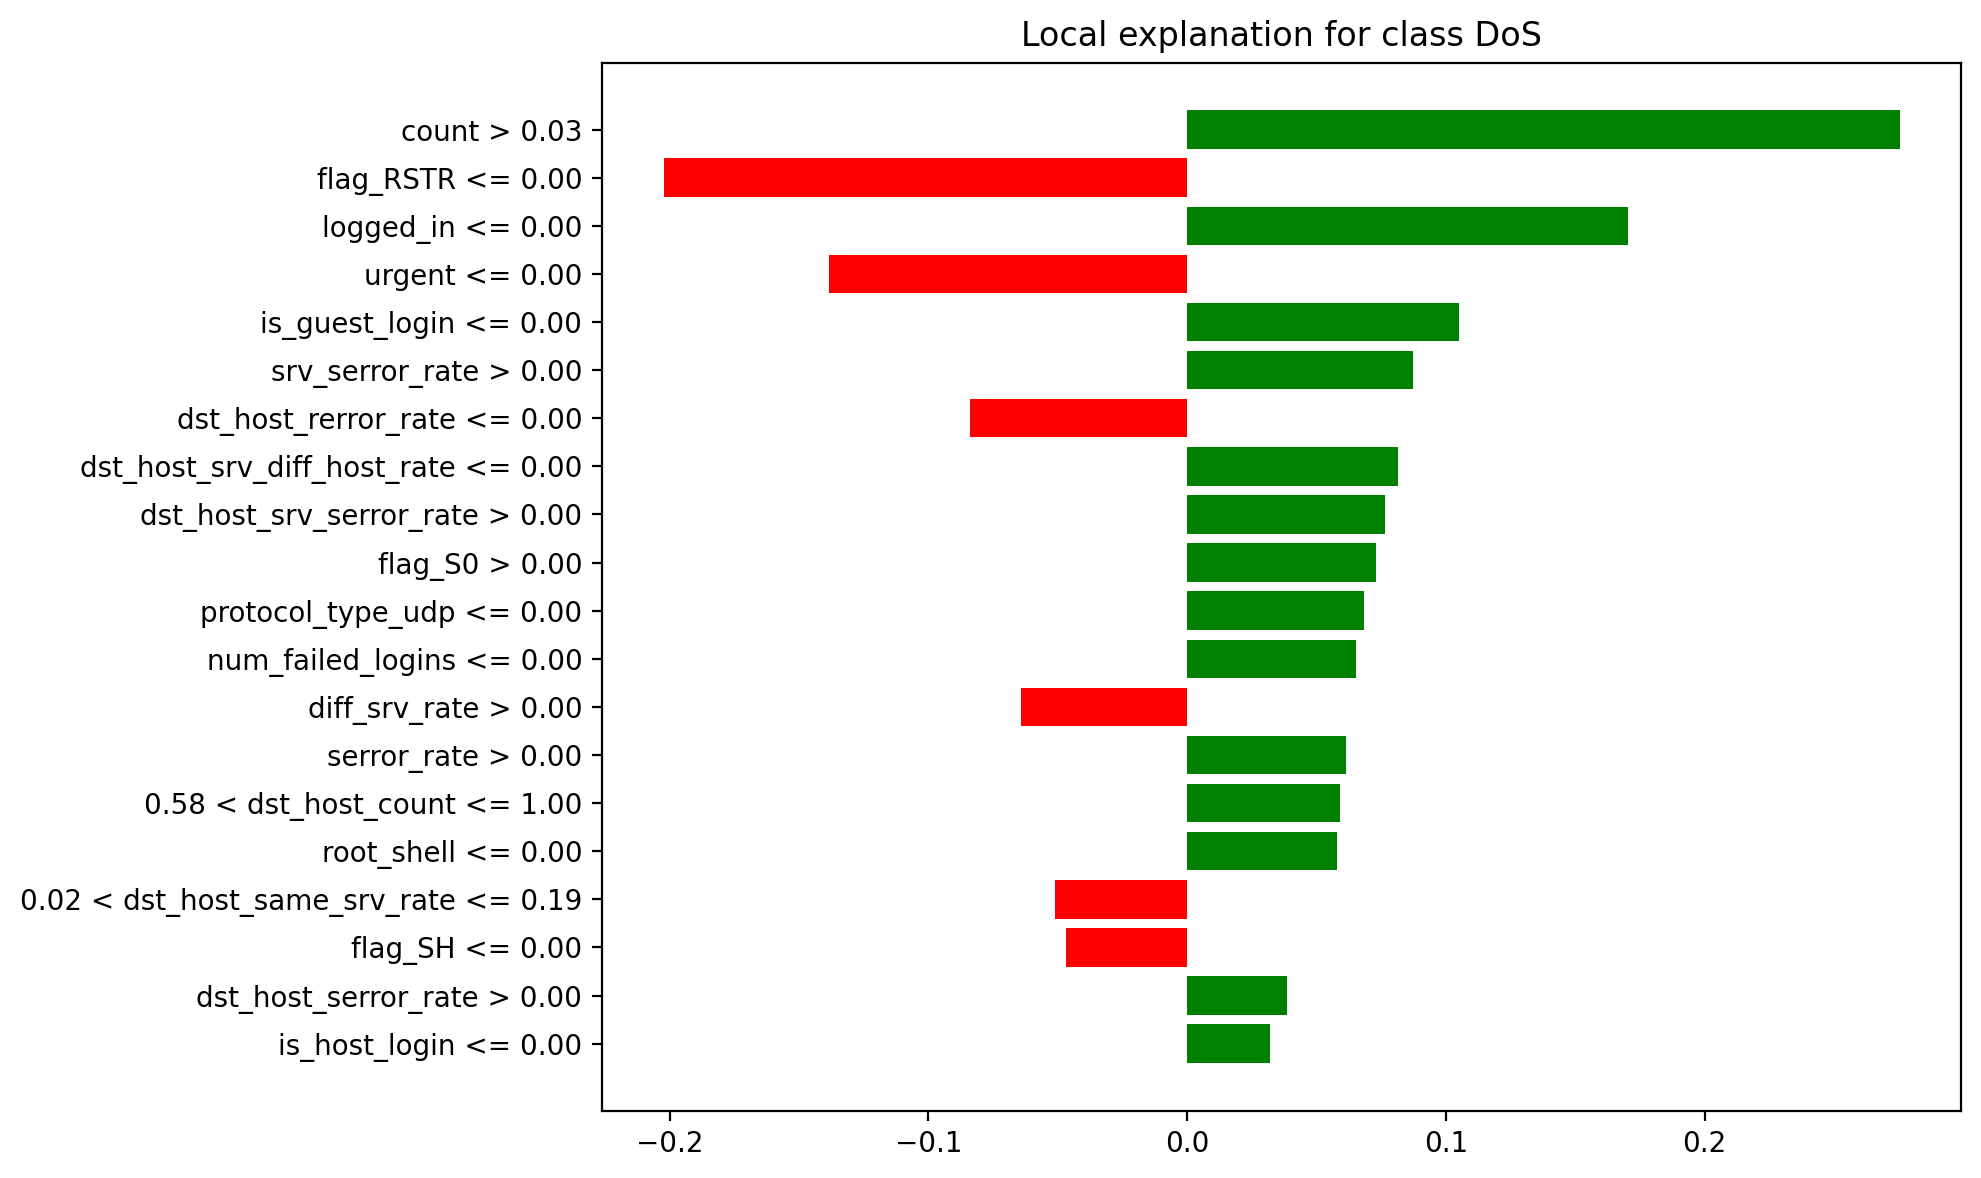 Local explanation for class DoS
count > 0.03
flag_RSTR <= 0.00
logged_in <= 0.00
urgent <= 0.00
is_guest_login <= 0.00
srv_serror_rate > 0.00
dst_host_rerror_rate <= 0.00
dst_host_srv_diff_host_rate <= 0.00
dst_host_srv_serror_rate > 0.00
flag_S0 > 0.00
protocol_type_udp <= 0.00
num_failed_logins <= 0.00
diff_srv_rate > 0.00
serror_rate > 0.00
0.58 < dst_host_count <= 1.00
root_shell <= 0.00
0.02 < dst_host_same_srv_rate <= 0.19
flag_SH <= 0.00
dst_host_serror_rate > 0.00
is_host_login <= 0.00
−0.2 −0.1 0.0 0.1 0.2